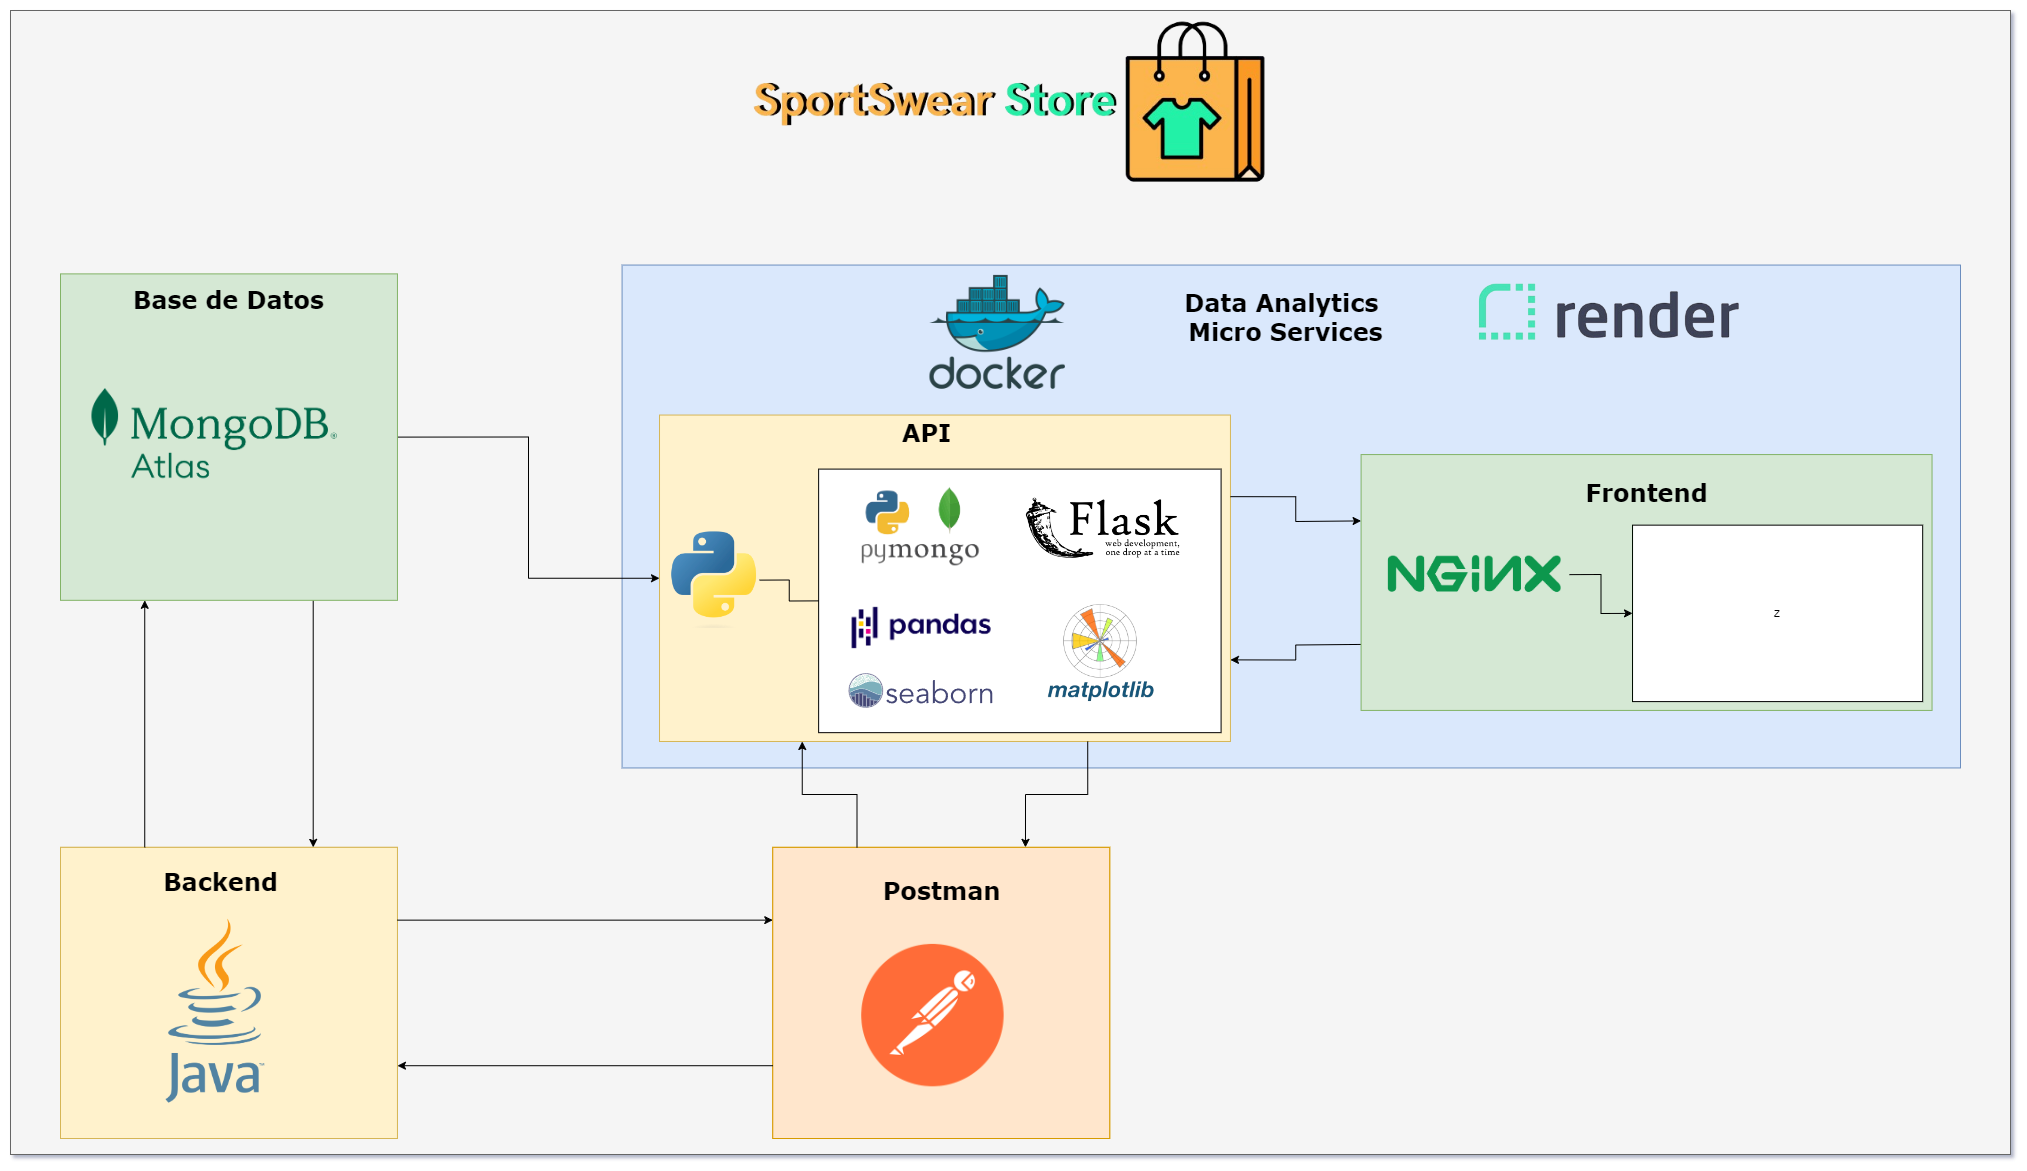 SportSwear Store
Base de Datos
MongoDB®
Atlas
docker
Data Analytics
Micro Services
render
API
pymongo
Flask
web development,
one drop at a time
pandas
seaborn
matplotlib
Frontend
NGINX
z
Backend
Java™
Postman